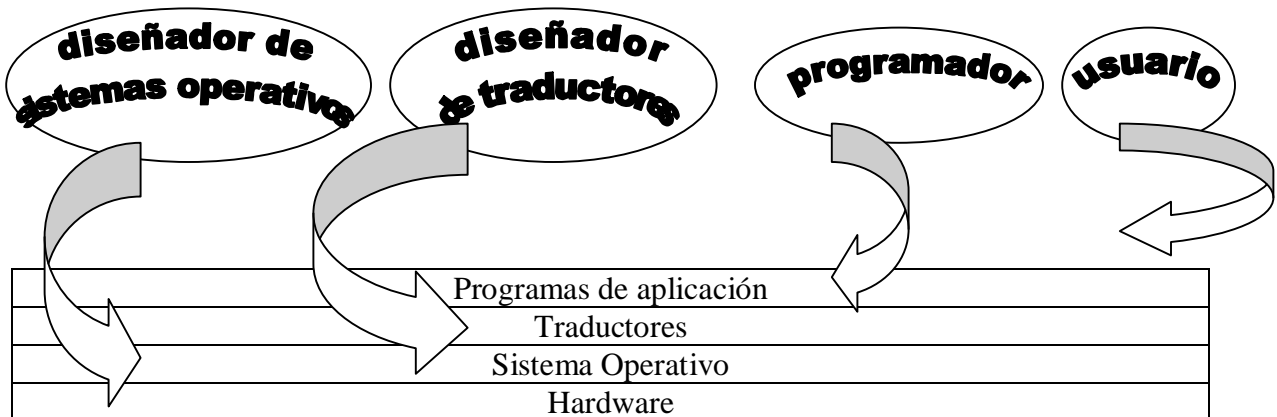 diseñador de
sistemas operativos
diseñador
de traductores
programador
usuario
Programas de aplicación
Traductores
Sistema Operativo
Hardware